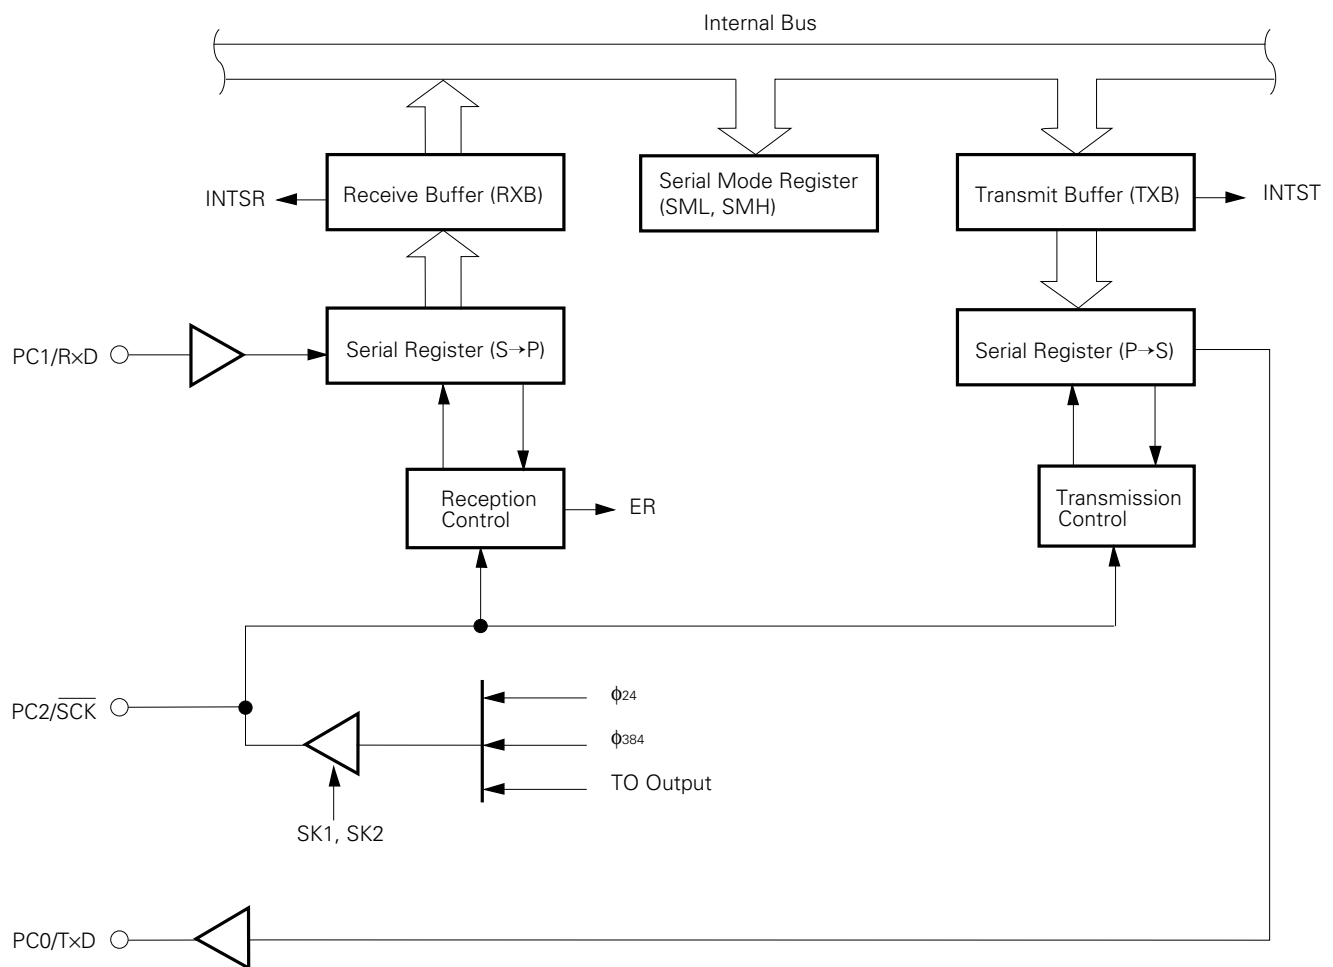 Internal Bus
INTSR
Receive Buffer (RXB)
Serial Mode Register
(SML, SMH)
Transmit Buffer (TXB)
INTST
PC1/R×D
Serial Register (S→P)
Serial Register (P→S)
Reception
Control
ER
Transmission
Control
PC2/S̅C̅K̅
ϕ24
ϕ384
TO Output
SK1, SK2
PC0/T×D